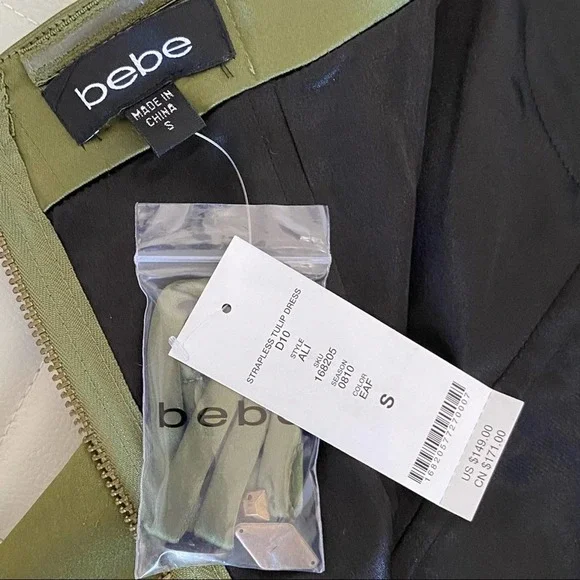 bebe
MADE IN
CHINA
S
bebe
STRAPLESS TULIP DRESS
D10
STYLE
ALI
SKU
168205
SEASON
0810
COLOR
EAF
S
16820577270007
US $149.00
CN $171.00